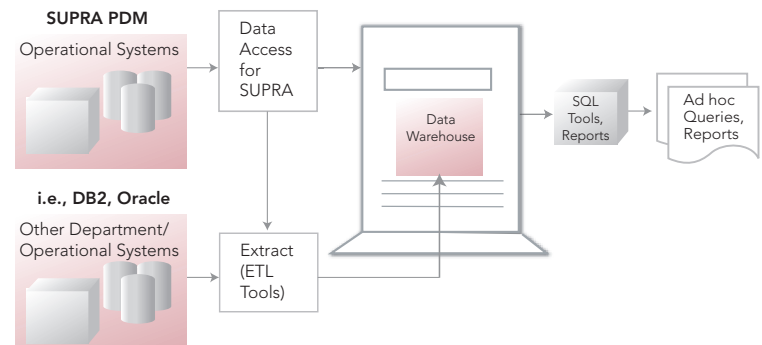 SUPRA PDM
Operational Systems
Data
Access
for
SUPRA
Data
Warehouse
SQL
Tools,
Reports
Ad hoc
Queries,
Reports
i.e., DB2, Oracle
Other Department/
Operational Systems
Extract
(ETL
Tools)